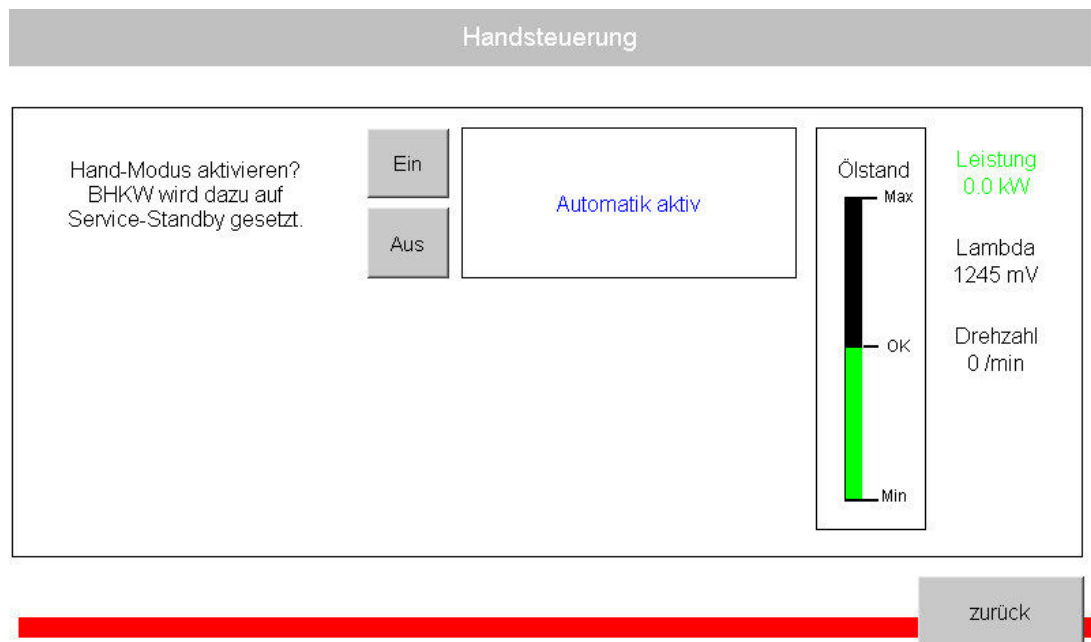 Handsteuerung
Hand-Modus aktivieren?
BHKW wird dazu auf
Service-Standby gesetzt.
Ein
Aus
Automatik aktiv
Ölstand
Max
OK
Min
Leistung
0.0 kW
Lambda
1245 mV
Drehzahl
0 /min
zurück